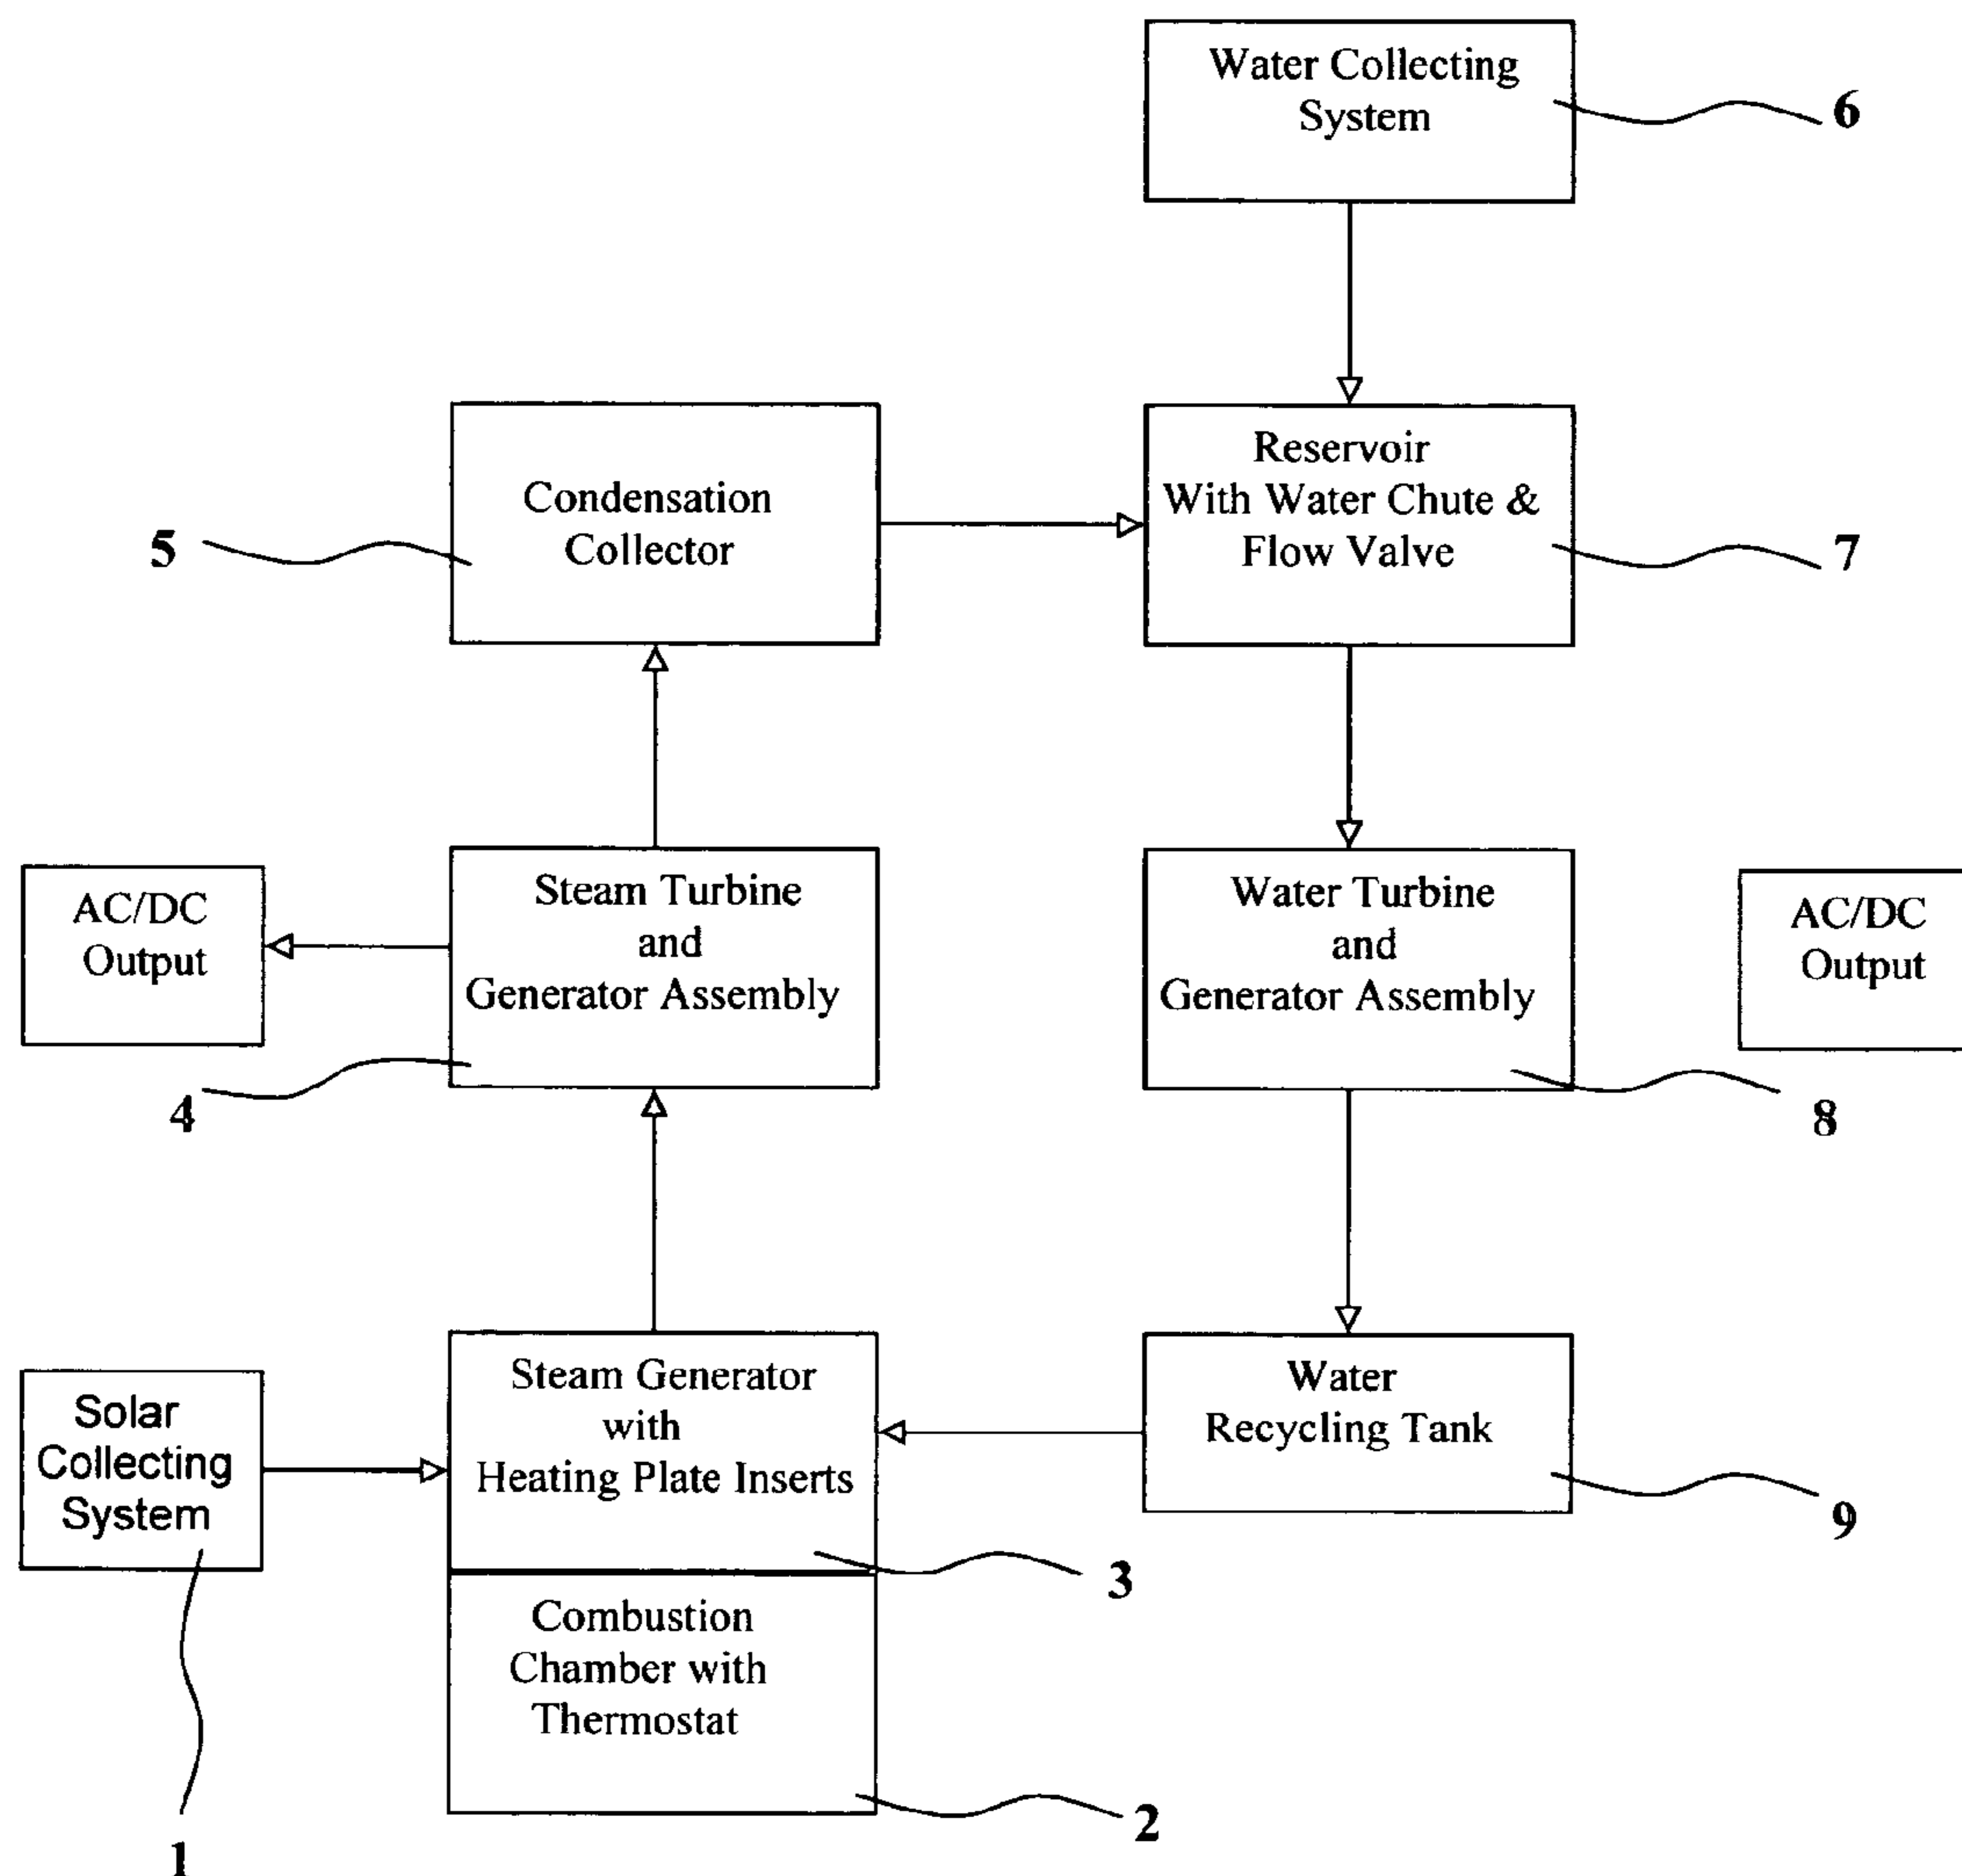 Water Collecting
System
6
Condensation
Collector
5
Reservoir
With Water Chute &
Flow Valve
7
AC/DC
Output
Steam Turbine
and
Generator Assembly
4
Water Turbine
and
Generator Assembly
8
AC/DC
Output
Solar
Collecting
System
1
Steam Generator
with
Heating Plate Inserts
3
Water
Recycling Tank
9
Combustion
Chamber with
Thermostat
2